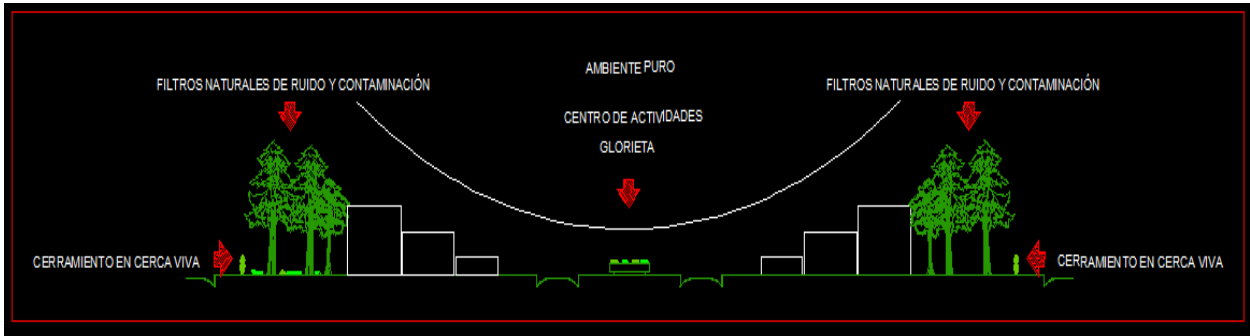 AMBIENTE PURO
FILTROS NATURALES DE RUIDO Y CONTAMINACIÓN
FILTROS NATURALES DE RUIDO Y CONTAMINACIÓN
CENTRO DE ACTIVIDADES
GLORIETA
CERRAMIENTO EN CERCA VIVA
CERRAMIENTO EN CERCA VIVA